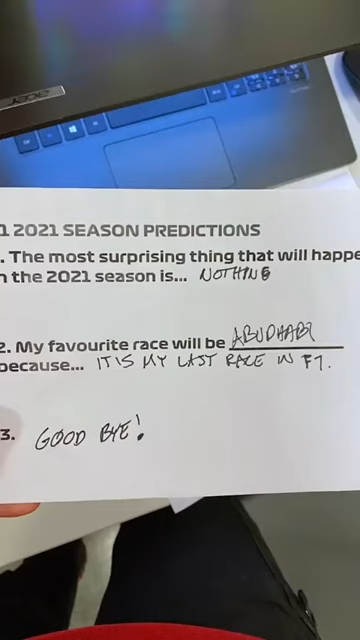 acer
1 2021 SEASON PREDICTIONS
. The most surprising thing that will happe
n the 2021 season is... NOTHING
2. My favourite race will be ABUDHABI
because... IT IS MY LAST RACE IN F1.
3. GOOD BYE!